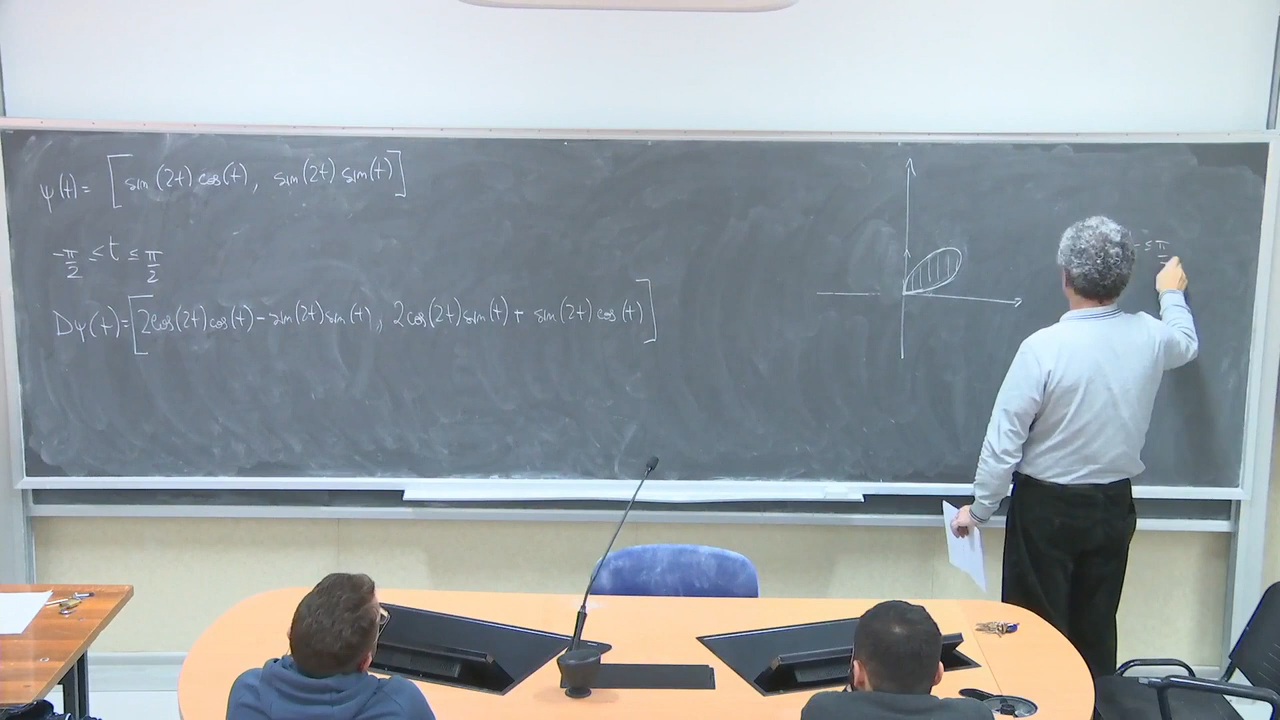 ψ(t) = [sin(2t) cos(t), sin(2t) sin(t)]
-π/2 ≤ t ≤ π/2
Dψ(t) = [2cos(2t)cos(t) - sin(2t) sin(t), 2cos(2t) sin(t) + sin(2t) cos(t)]
≤ π